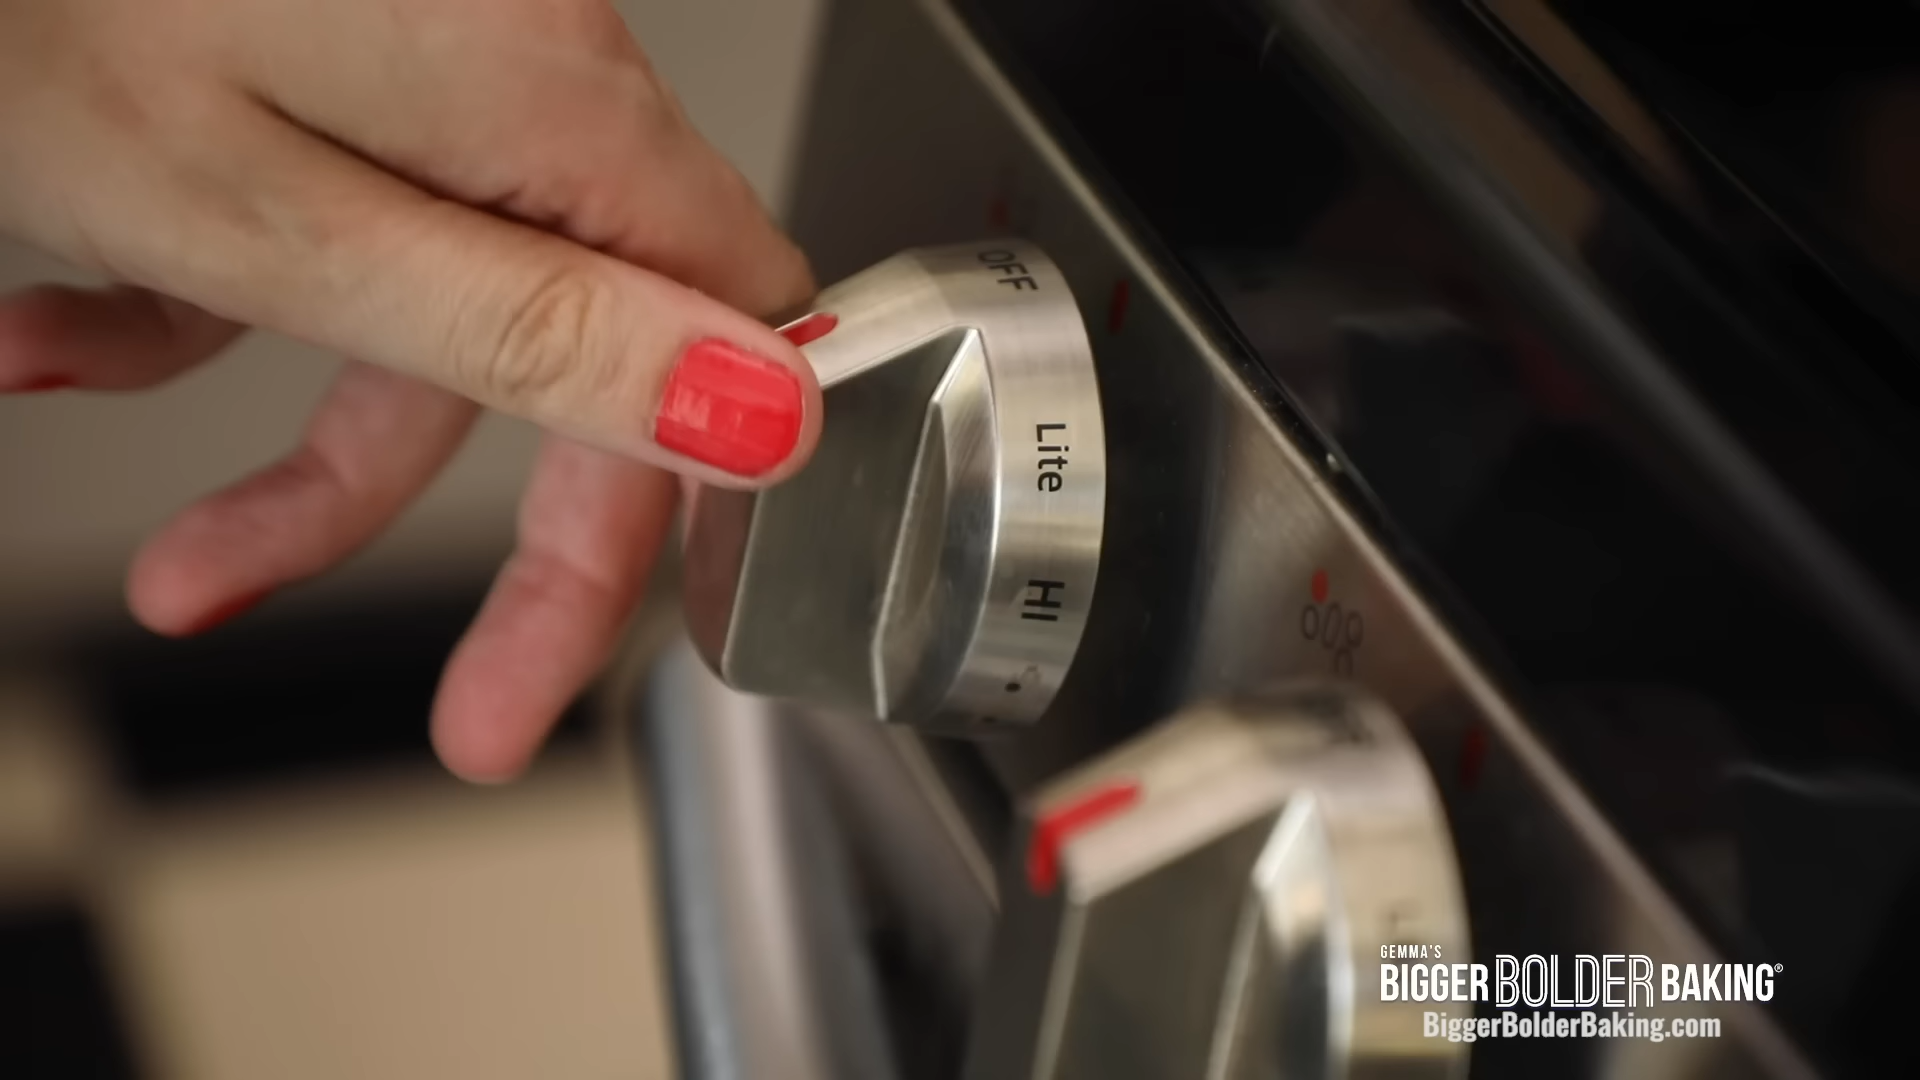 OFF
Lite
HI
GEMMA'S
BIGGER BOLDER BAKING®
BiggerBolderBaking.com